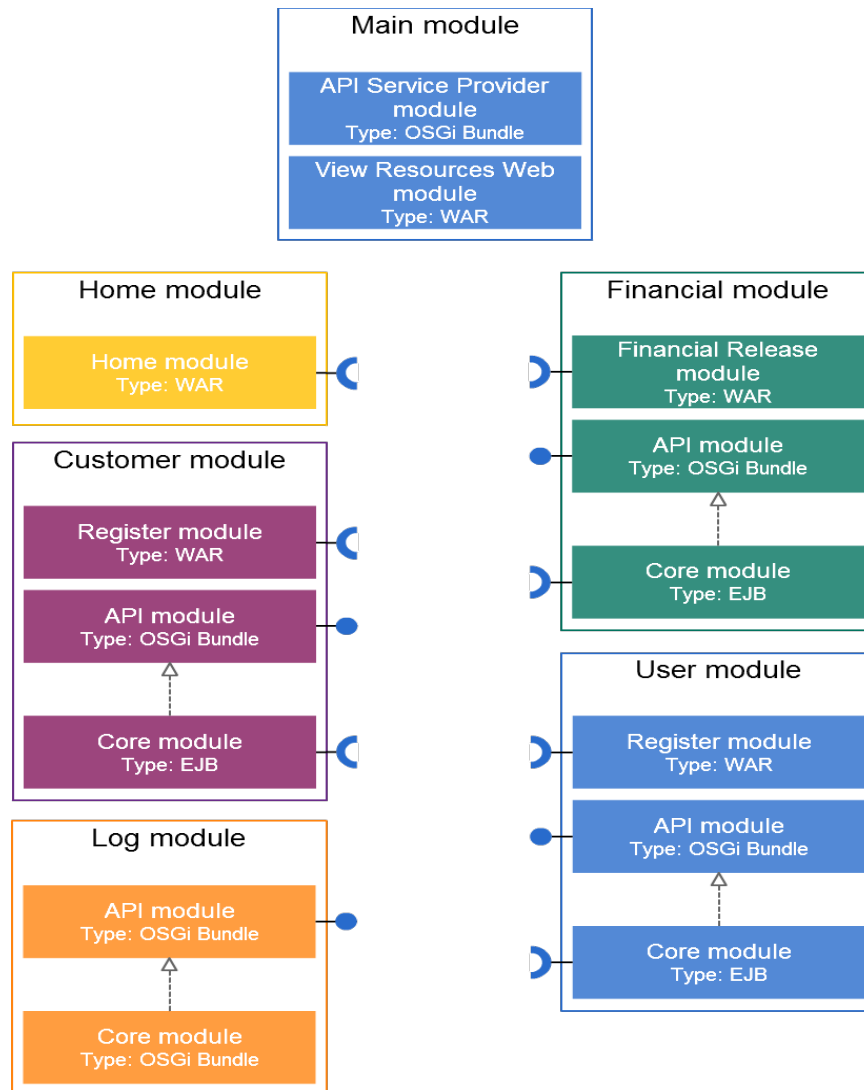 Main module
API Service Provider
module
Type: OSGi Bundle
View Resources Web
module
Type: WAR
Home module
Home module
Type: WAR
Customer module
Register module
Type: WAR
API module
Type: OSGi Bundle
Core module
Type: EJB
Log module
API module
Type: OSGi Bundle
Core module
Type: OSGi Bundle
Financial module
Financial Release
module
Type: WAR
API module
Type: OSGi Bundle
Core module
Type: EJB
User module
Register module
Type: WAR
API module
Type: OSGi Bundle
Core module
Type: EJB